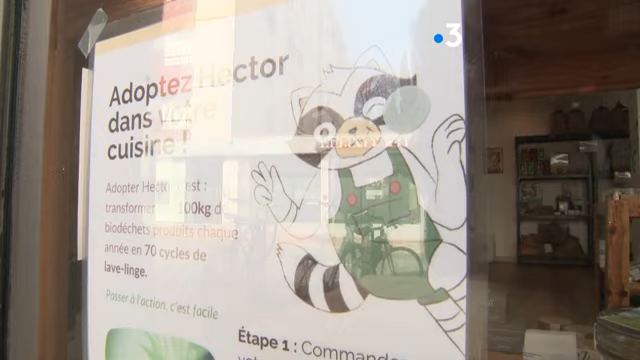 3
Adoptez Hector
dans votre
cuisine !
Adopter Hector est :
transformer 100kg d
biodéchets produits chaque
année en 70 cycles de
lave-linge.
Passer à l'action, c'est facile
Étape 1 : Commande